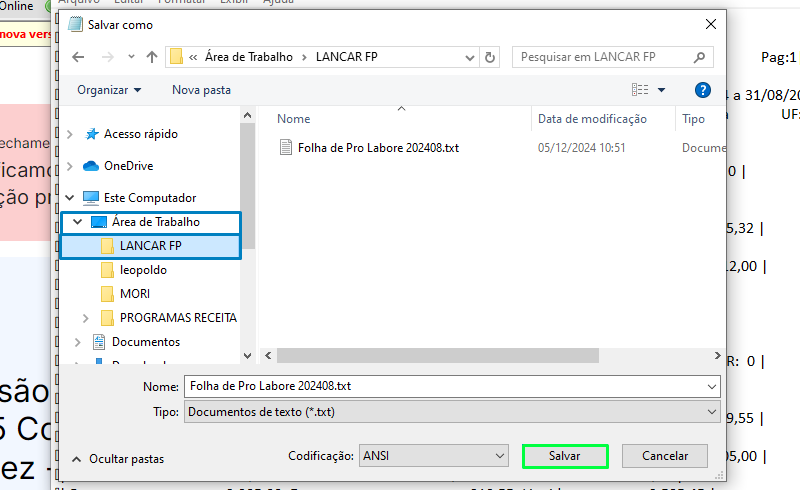 Arquivo Editar Formatar Exibir Ajuda
Online
Salvar como
nova vers
« Área de Trabalho > LANCAR FP
Pesquisar em LANCAR FP
Pag:1
Organizar
Nova pasta
a 31/08/20
UF:
Nome
Data de modificação
Tipo
Acesso rápido
Folha de Pro Labore 202408.txt
05/12/2024 10:51
Docume
echame
OneDrive
ficamo
0 |
ção pr
Este Computador
Área de Trabalho
5,32 |
LANCAR FP
leopoldo
12,00 |
MORI
PROGRAMAS RECEITA
Documentos
R: 0 |
Nome:
Folha de Pro Labore 202408.txt
são
Tipo:
Documentos de texto (*.txt)
9,55 |
5 Co
Ocultar pastas
Codificação:
ANSI
Salvar
Cancelar
05,00 |
ez -